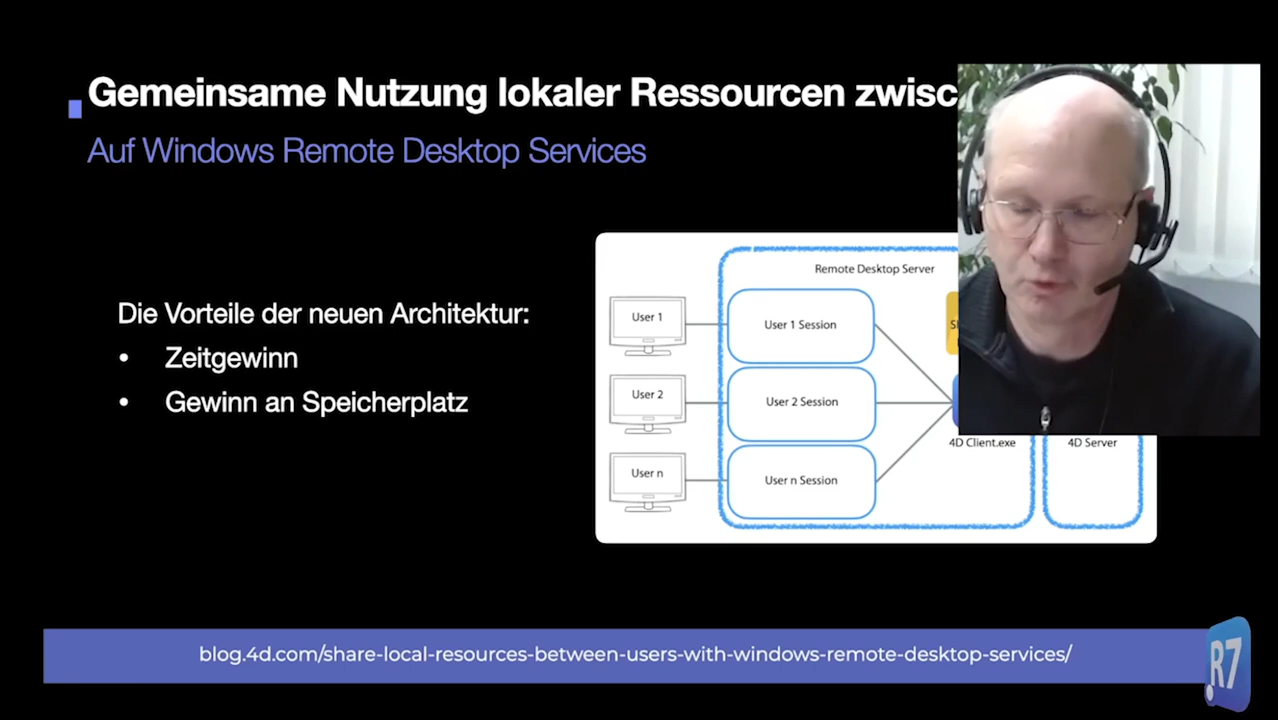 Gemeinsame Nutzung lokaler Ressourcen
Auf Windows Remote Desktop Services
Die Vorteile der neuen Architektur:
• Zeitgewinn
• Gewinn an Speicherplatz
Remote Desktop Server
User 1
User 1 Session
User 2
User 2 Session
4D Client.exe
4D Server
User n
User n Session
blog.4d.com/share-local-resources-between-users-with-windows-remote-desktop-services/
R7